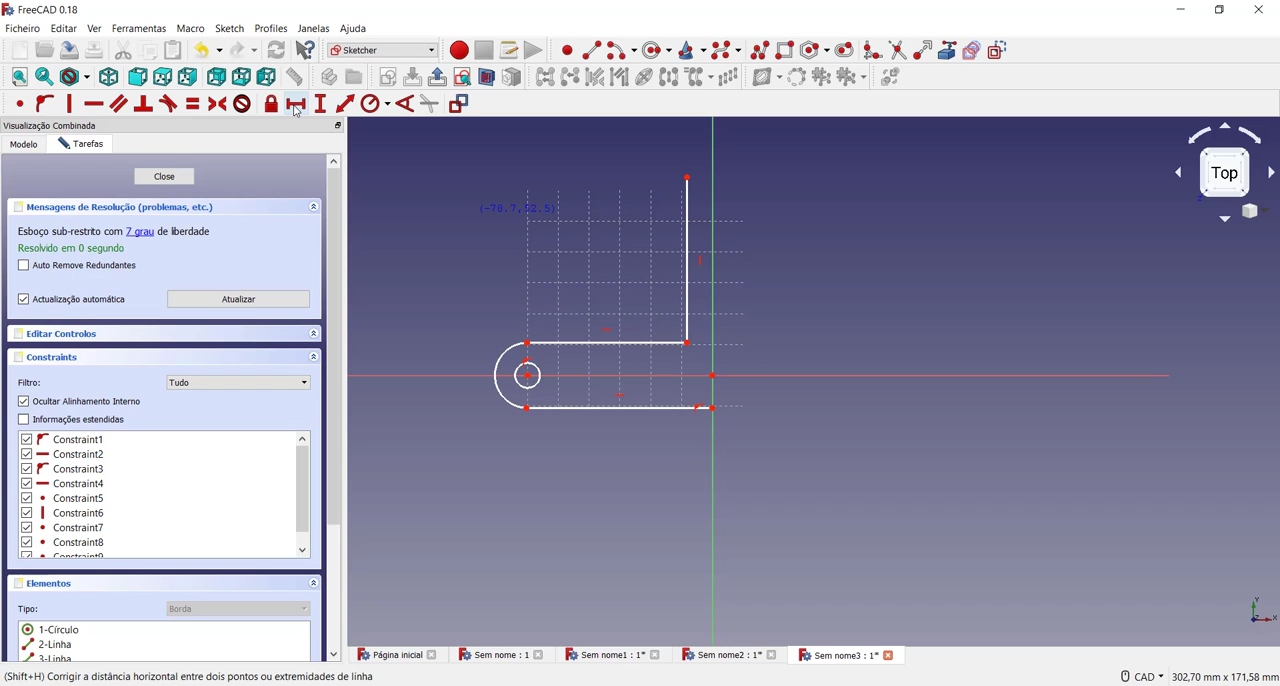 FreeCAD 0.18
Ficheiro Editar Ver Ferramentas Macro Sketch Profiles Janelas Ajuda
Sketcher
Visualização Combinada
Modelo Tarefas
Close
Mensagens de Resolução (problemas, etc.)
Esboço sub-restrito com 7 grau de liberdade
Resolvido em 0 segundo
Auto Remove Redundantes
Actualização automática Atualizar
Editar Controlos
Constraints
Filtro: Tudo
Ocultar Alinhamento Interno
Informações estendidas
Constraint1
Constraint2
Constraint3
Constraint4
Constraint5
Constraint6
Constraint7
Constraint8
Constraint9
Elementos
Tipo: Borda
1-Círculo
2-Linha
3-Linha
(-78.7,52.5)
Top
Z
Y
Z X
Página inicial Sem nome : 1 Sem nome1 : 1* Sem nome2 : 1* Sem nome3 : 1*
(Shift+H) Corrigir a distância horizontal entre dois pontos ou extremidades de linha CAD 302,70 mm x 171,58 mm